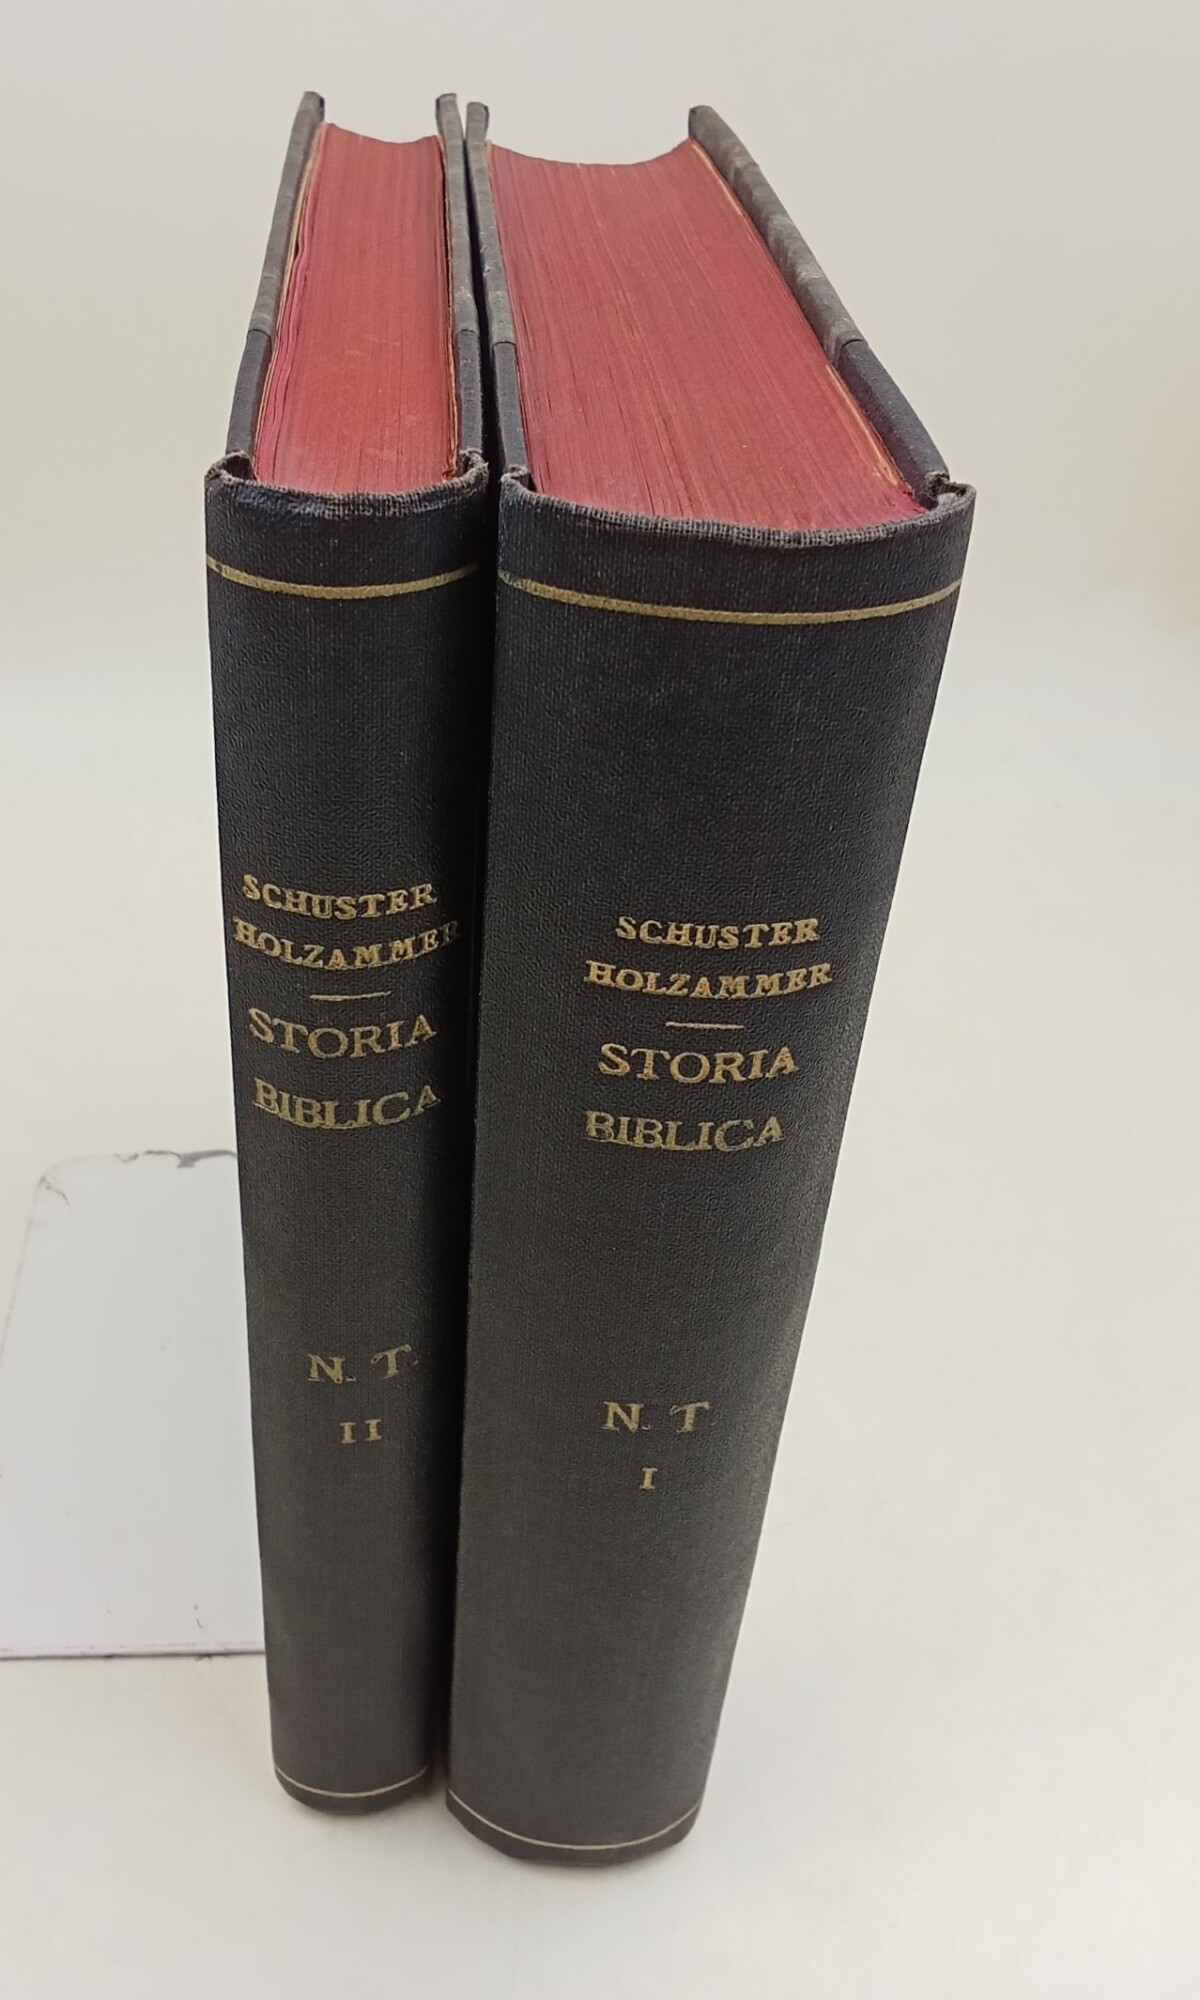 SCHUSTER
HOLZAMMER
STORIA
BIBLICA
N. T.
II
SCHUSTER
HOLZAMMER
STORIA
BIBLICA
N. T.
I